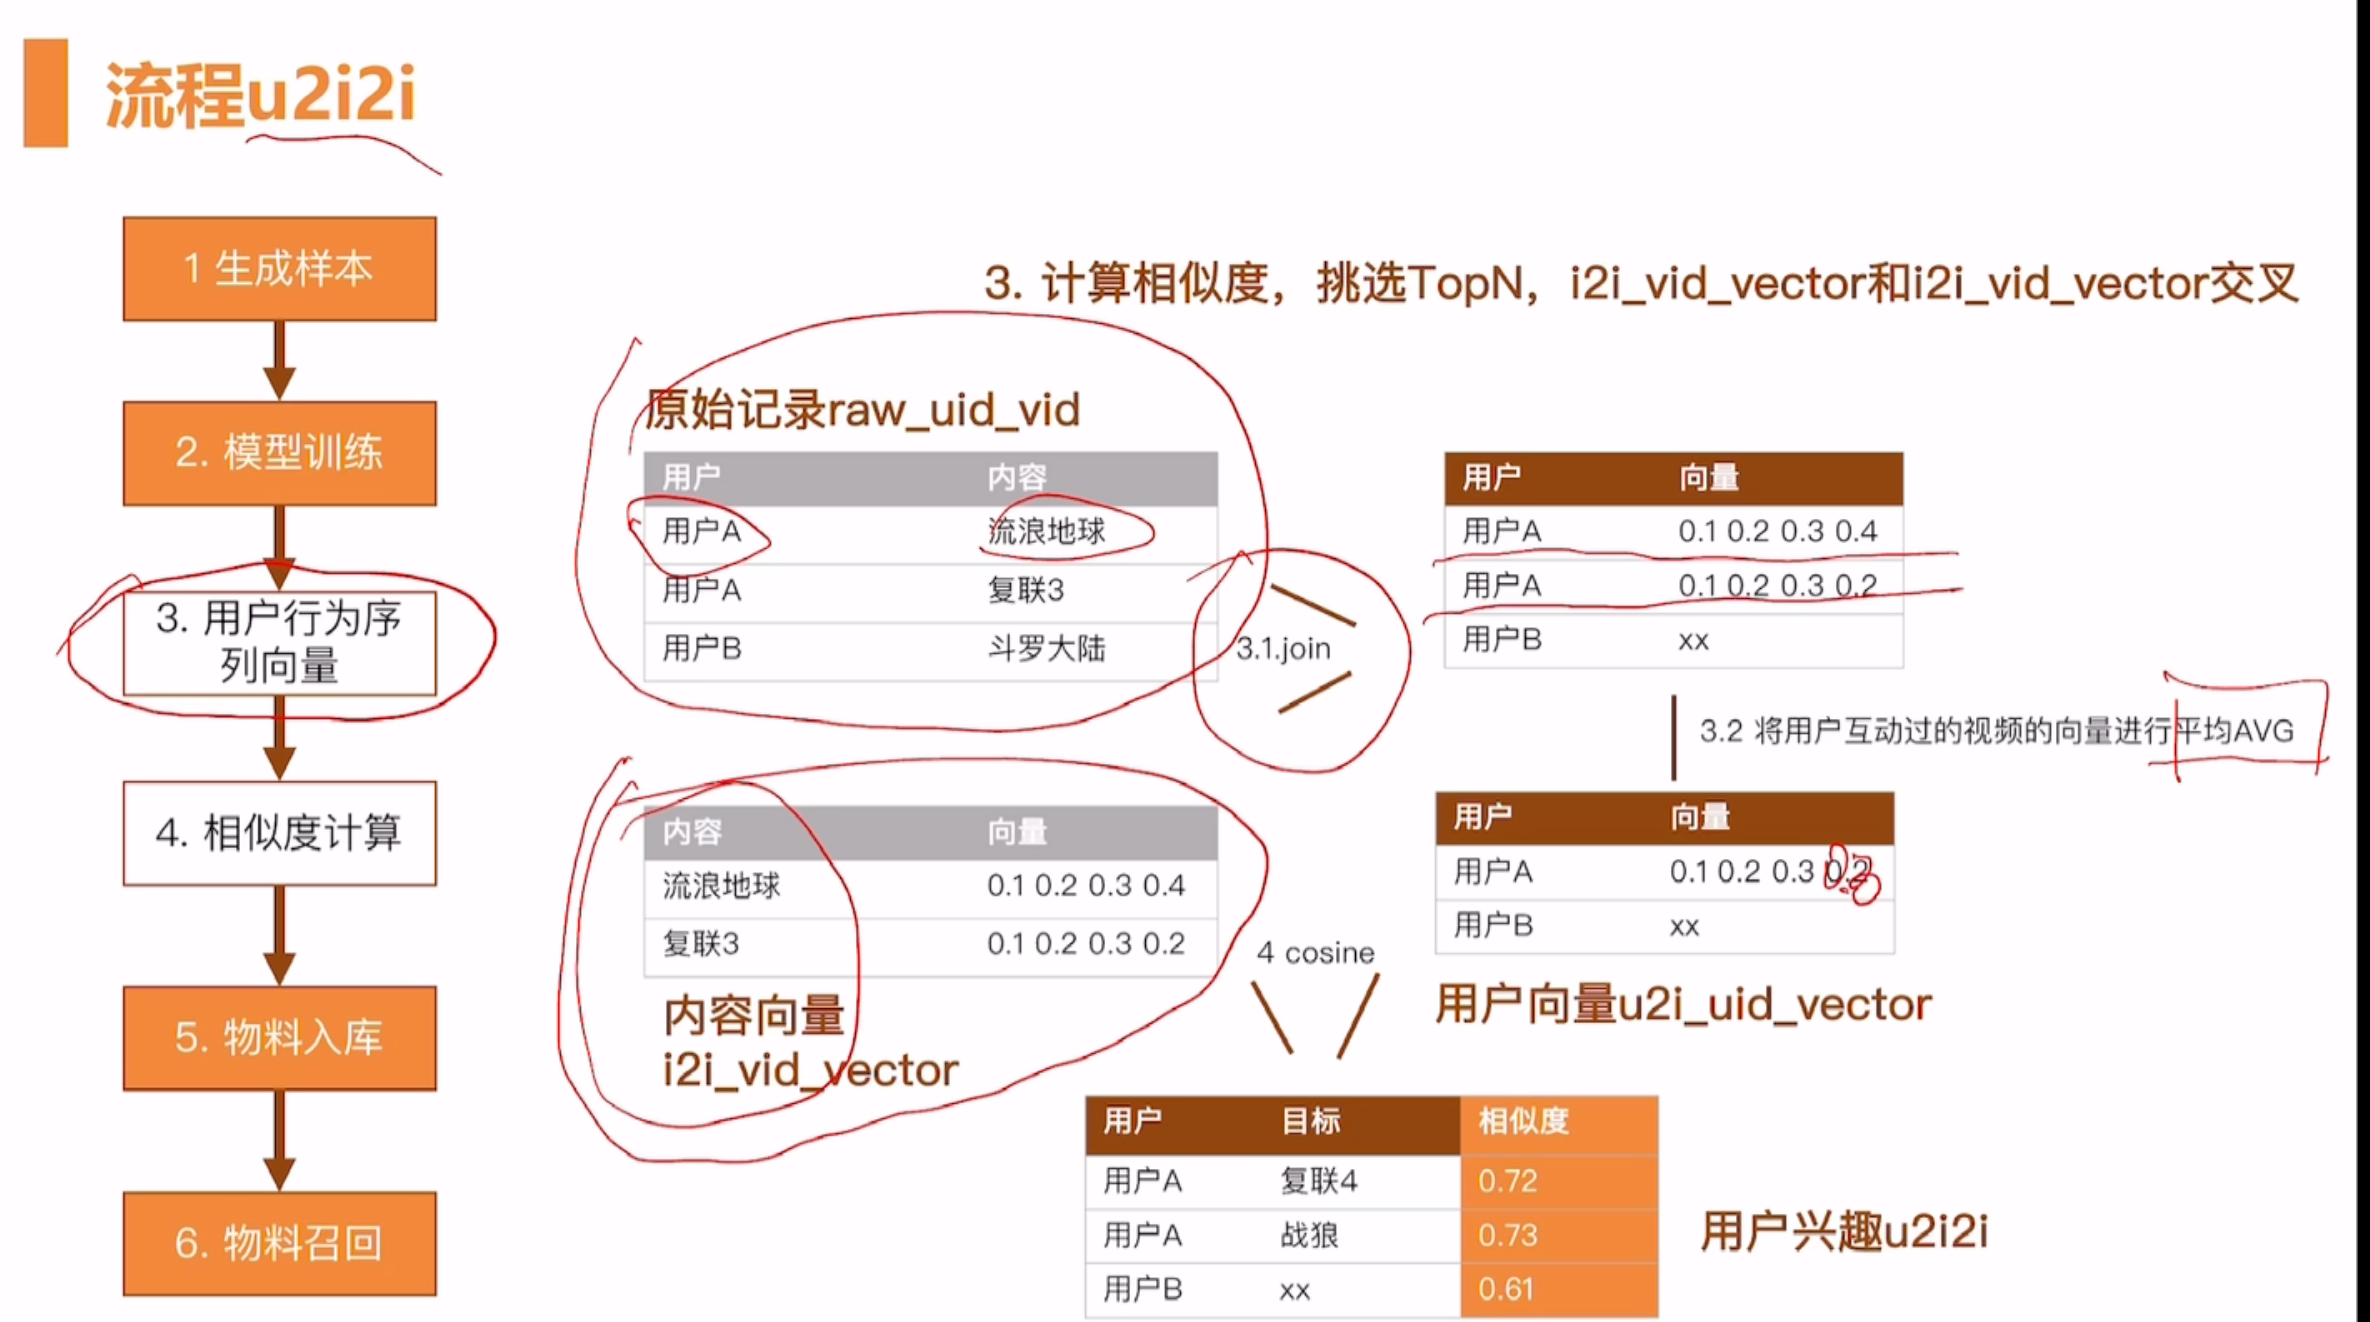 流程u2i2i
1 生成样本
2. 模型训练
3. 用户行为序
列向量
4. 相似度计算
5. 物料入库
6. 物料召回
3. 计算相似度，挑选TopN，i2i_vid_vector和i2i_vid_vector交叉
原始记录raw_uid_vid
用户 内容
用户A 流浪地球
用户A 复联3
用户B 斗罗大陆
3.1.join
用户 向量
用户A 0.1 0.2 0.3 0.4
用户A 0.1 0.2 0.3 0.2
用户B xx
3.2 将用户互动过的视频的向量进行平均AVG
内容 向量
流浪地球 0.1 0.2 0.3 0.4
复联3 0.1 0.2 0.3 0.2
内容向量
i2i_vid_vector
4 cosine
用户 向量
用户A 0.1 0.2 0.3 0.2
用户B xx
用户向量u2i_uid_vector
用户 目标 相似度
用户A 复联4 0.72
用户A 战狼 0.73
用户B xx 0.61
用户兴趣u2i2i